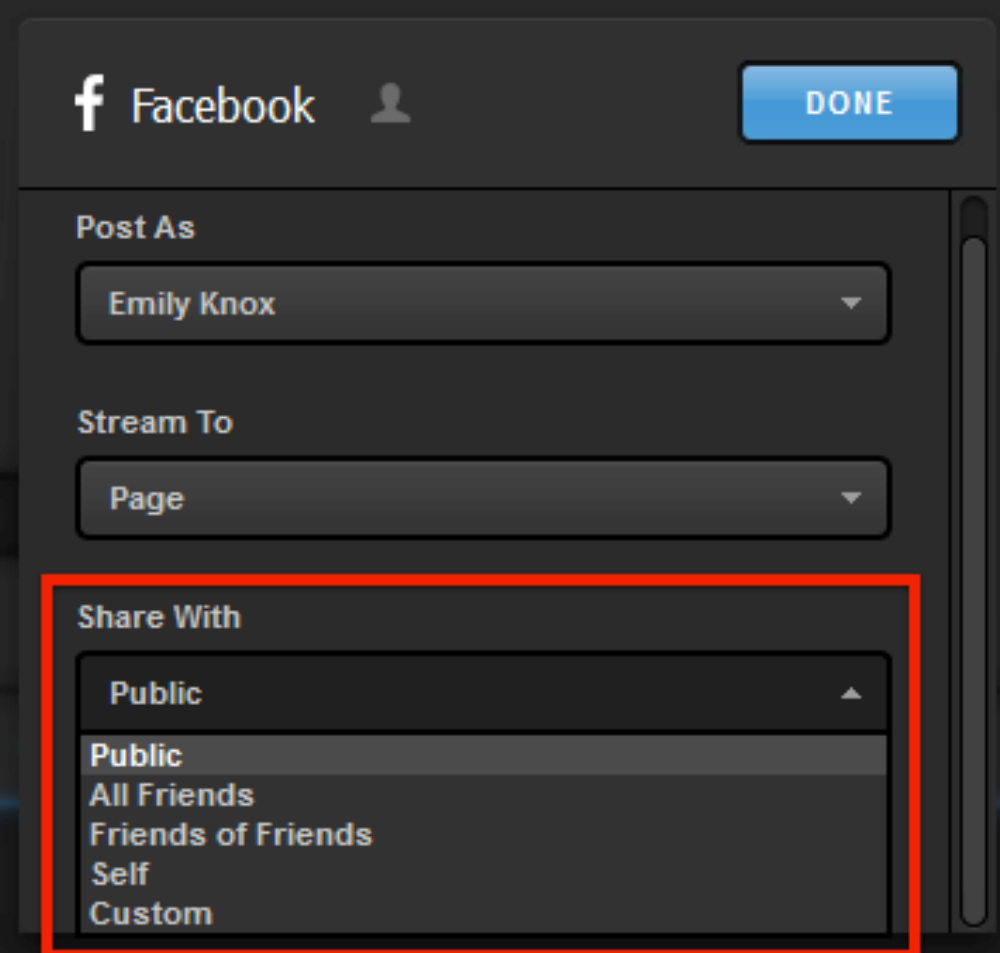 f Facebook
DONE
Post As
Emily Knox
Stream To
Page
Share With
Public
Public
All Friends
Friends of Friends
Self
Custom